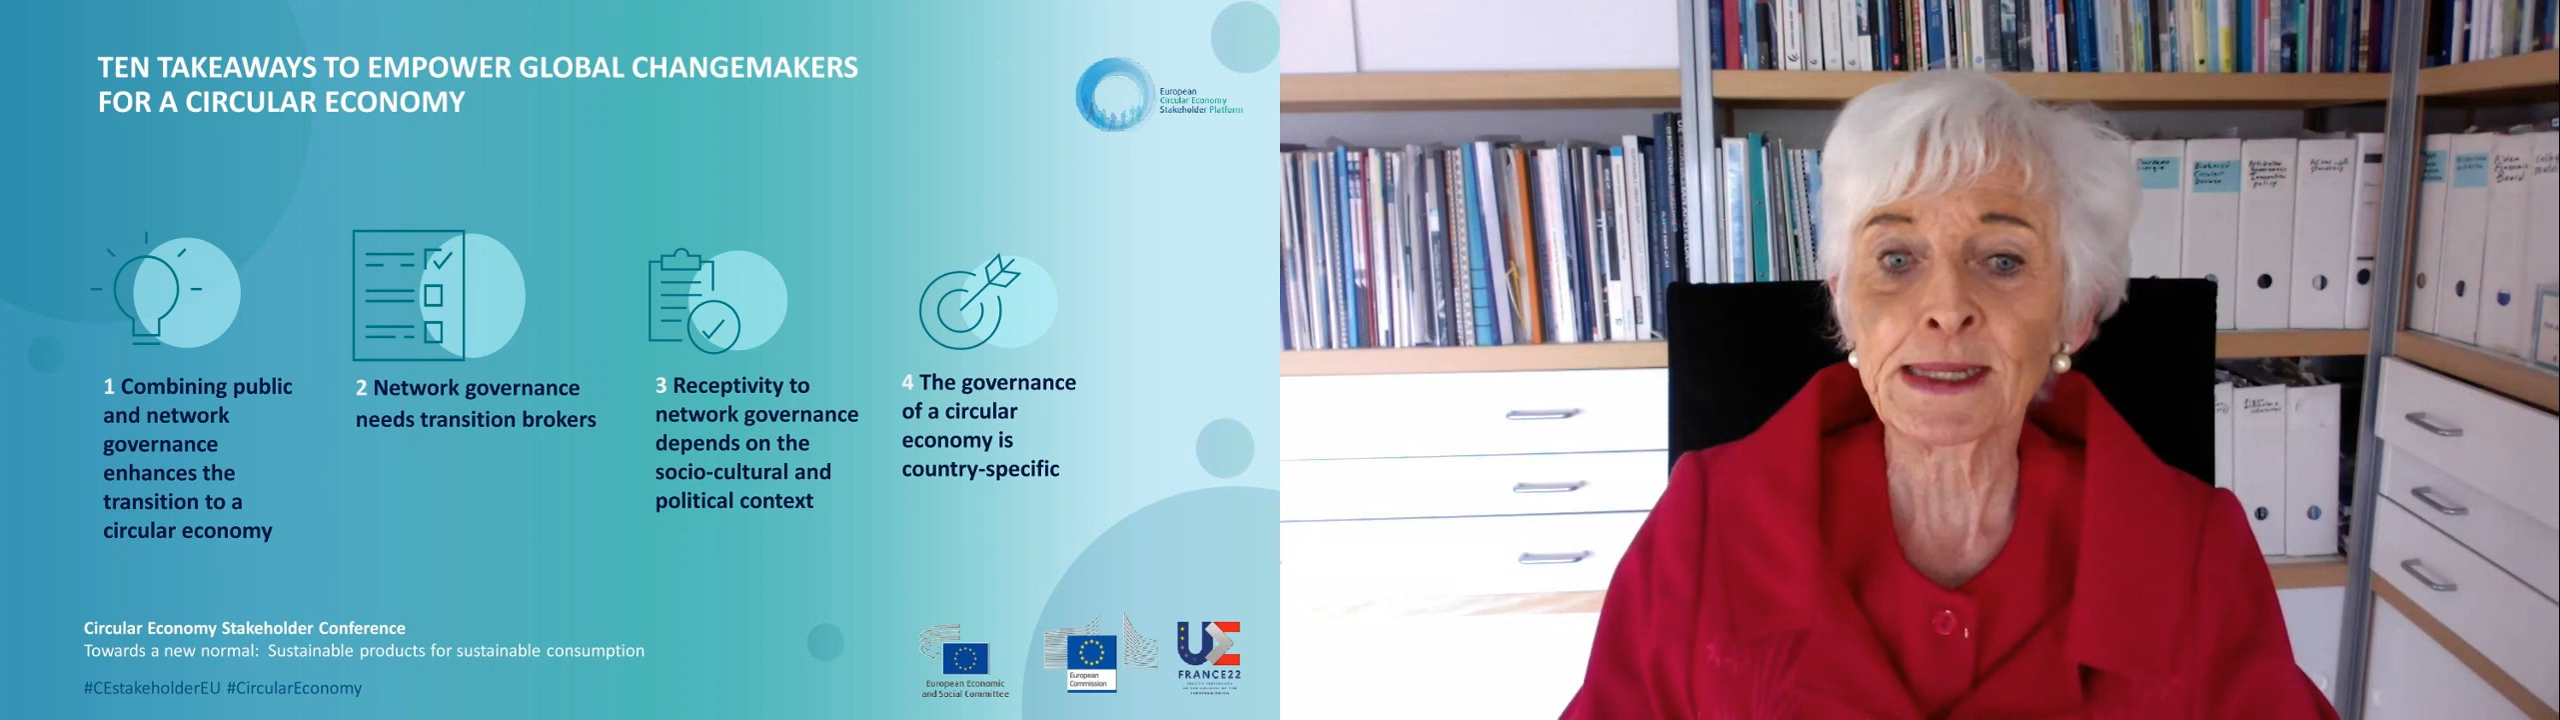 TEN TAKEAWAYS TO EMPOWER GLOBAL CHANGEMAKERS
FOR A CIRCULAR ECONOMY
European
Circular Economy
Stakeholder Platform
1 Combining public
and network
governance
enhances the
transition to a
circular economy
2 Network governance
needs transition brokers
3 Receptivity to
network governance
depends on the
socio-cultural and
political context
4 The governance
of a circular
economy is
country-specific
Circular Economy Stakeholder Conference
Towards a new normal: Sustainable products for sustainable consumption
#CEstakeholderEU #CircularEconomy
European Economic
and Social Committee
European
Commission
UE
FRANCE22